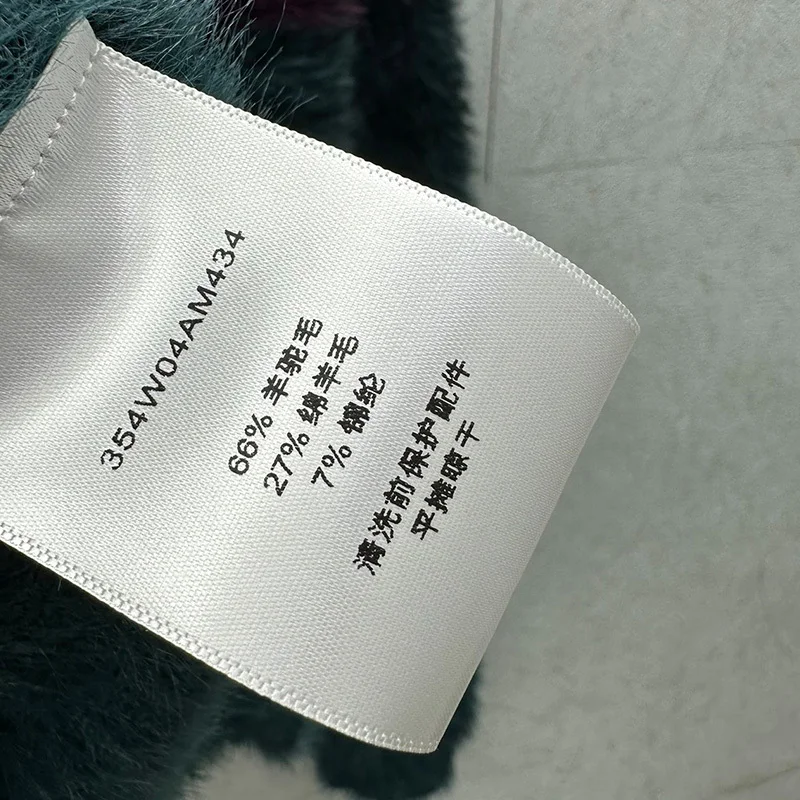 354W04AM434
66% 羊驼毛
27% 绵羊毛
7% 锦纶
清洗前保护配件
平摊晾干